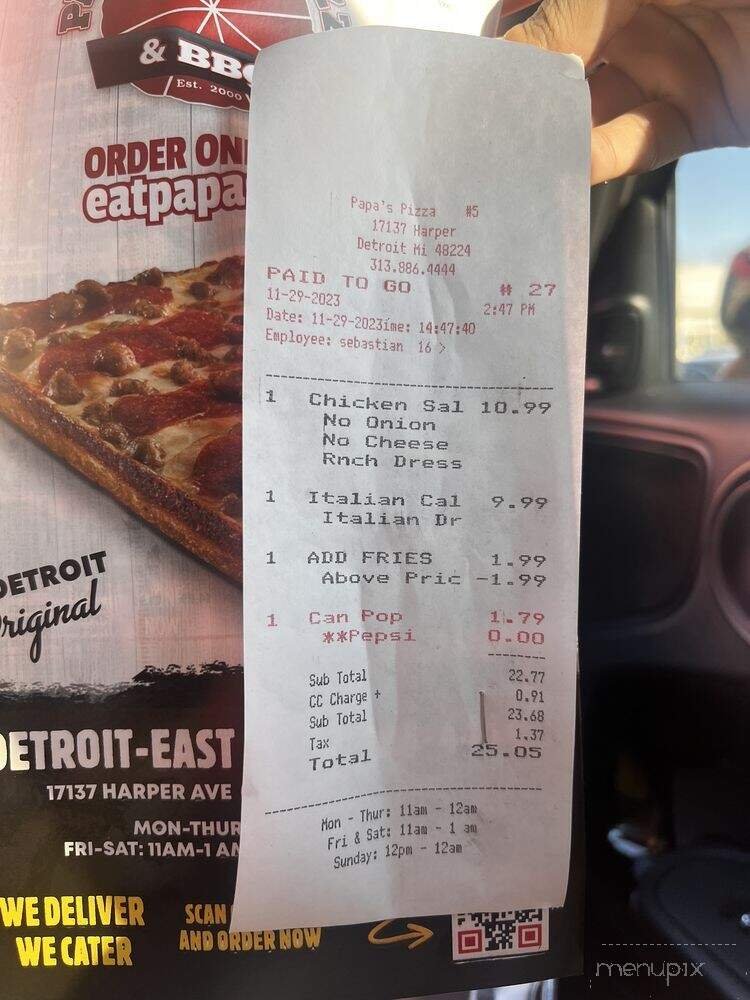 & BBQ
Est. 2000
ORDER ONL
eatpapa
DETROIT
Original
DETROIT-EAST
17137 HARPER AVE
MON-THUR
FRI-SAT: 11AM-1 AM
WE DELIVER
WE CATER
SCAN
AND ORDER NOW
Papa's Pizza #5
17137 Harper
Detroit Mi 48224
313.886.4444
PAID TO GO # 27
11-29-2023 2:47 PM
Date: 11-29-2023ime: 14:47:40
Employee: sebastian 16 >
1 Chicken Sal 10.99
No Onion
No Cheese
Rnch Dress
1 Italian Cal 9.99
Italian Dr
1 ADD FRIES 1.99
Above Pric -1.99
1 Can Pop 1.79
**Pepsi 0.00
Sub Total 22.77
CC Charge + 0.91
Sub Total 23.68
Tax 1.37
Total 25.05
Mon - Thur: 11am - 12am
Fri & Sat: 11am - 1 am
Sunday: 12pm - 12am
menupix